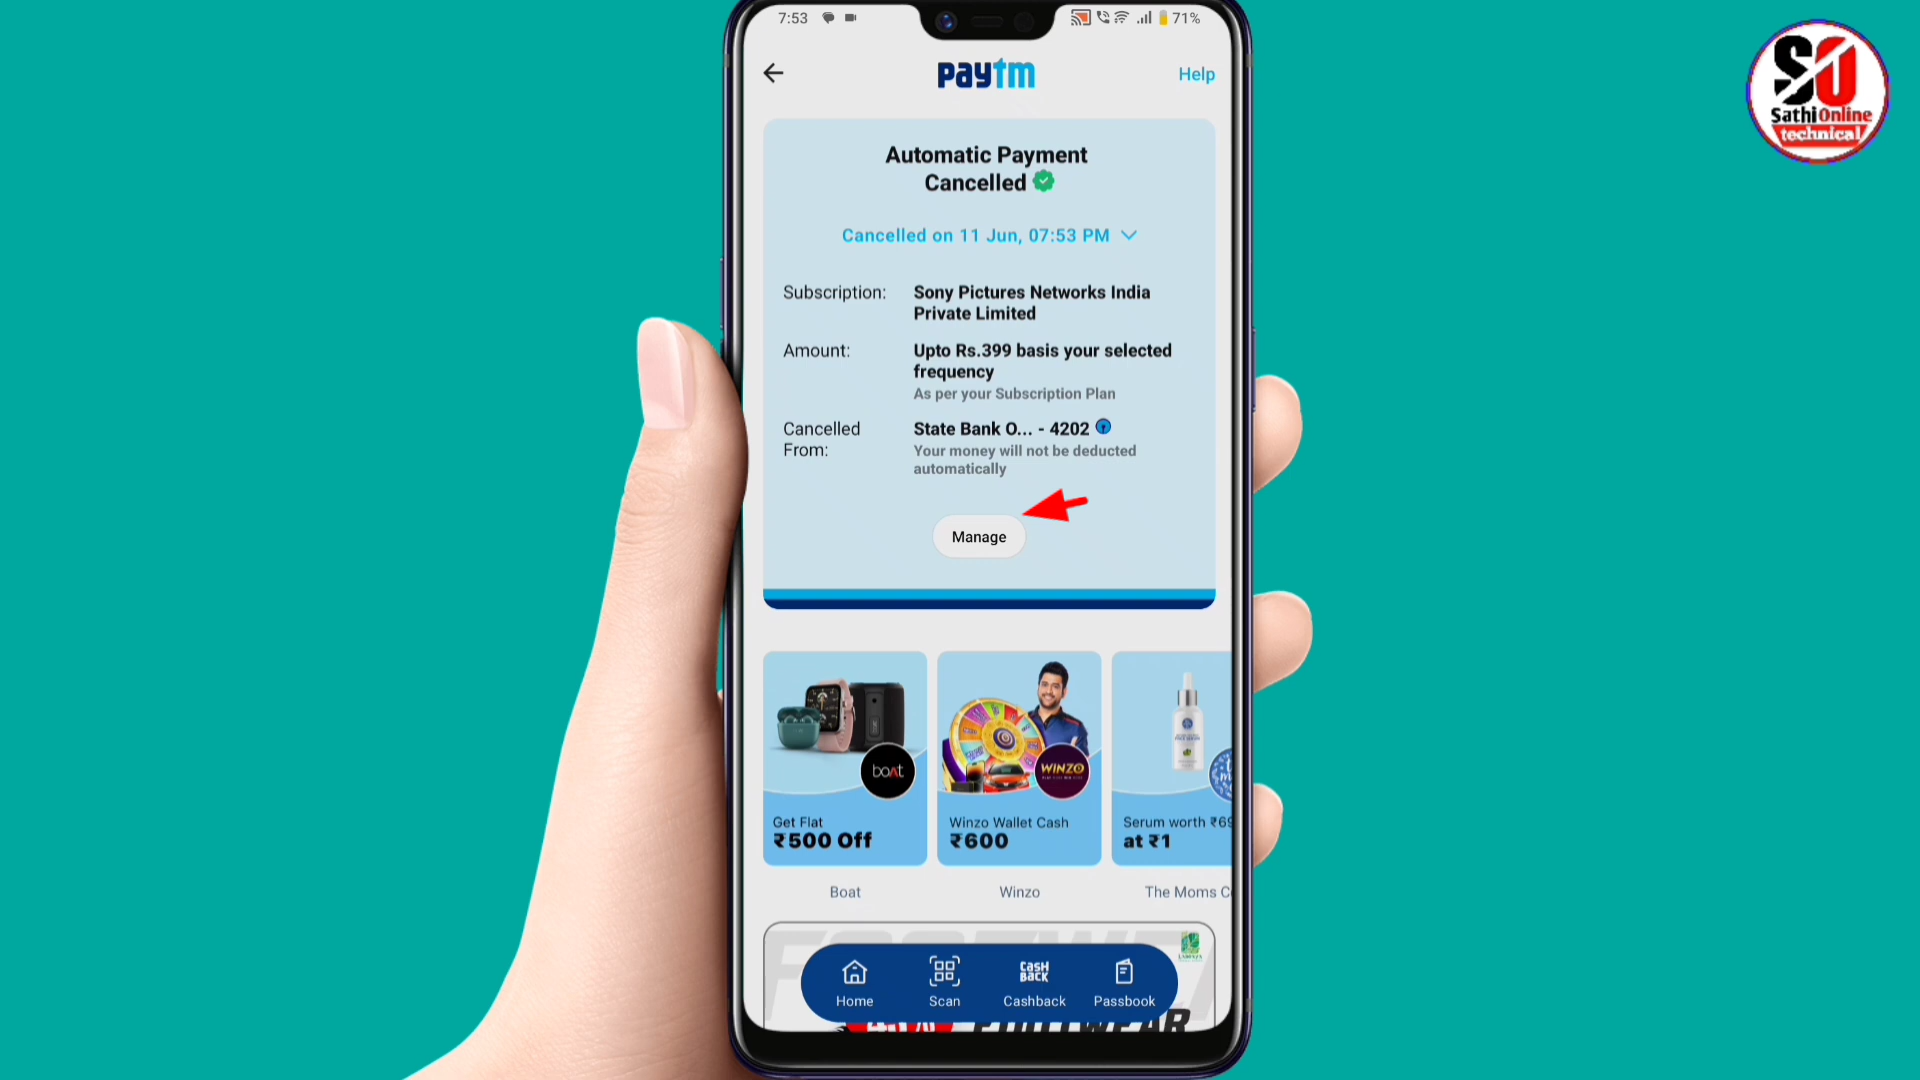 7:53
71%
paytm
Help
SO
SathiOnline
technical
Automatic Payment
Cancelled
Cancelled on 11 Jun, 07:53 PM
Subscription: Sony Pictures Networks India
Private Limited
Amount: Upto Rs.399 basis your selected
frequency
As per your Subscription Plan
Cancelled State Bank O... - 4202
From: Your money will not be deducted
automatically
Manage
boAt
WINZO
Get Flat
₹500 Off
Winzo Wallet Cash
₹600
Serum worth ₹69
at ₹1
Boat
Winzo
The Moms C
CASH
BACK
Home
Scan
Cashback
Passbook
FOOTWEAR